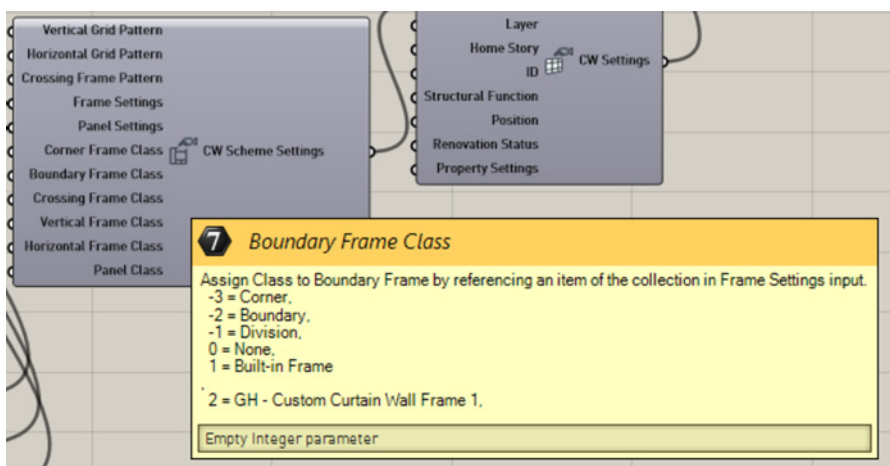 Vertical Grid Pattern
Horizontal Grid Pattern
Crossing Frame Pattern
Frame Settings
Panel Settings
Corner Frame Class
Boundary Frame Class
Crossing Frame Class
Vertical Frame Class
Horizontal Frame Class
Panel Class
CW Scheme Settings
Layer
Home Story
ID
Structural Function
Position
Renovation Status
Property Settings
CW Settings
7 Boundary Frame Class
Assign Class to Boundary Frame by referencing an item of the collection in Frame Settings input.
-3 = Corner,
-2 = Boundary,
-1 = Division,
0 = None,
1 = Built-in Frame
,
2 = GH - Custom Curtain Wall Frame 1,
Empty Integer parameter